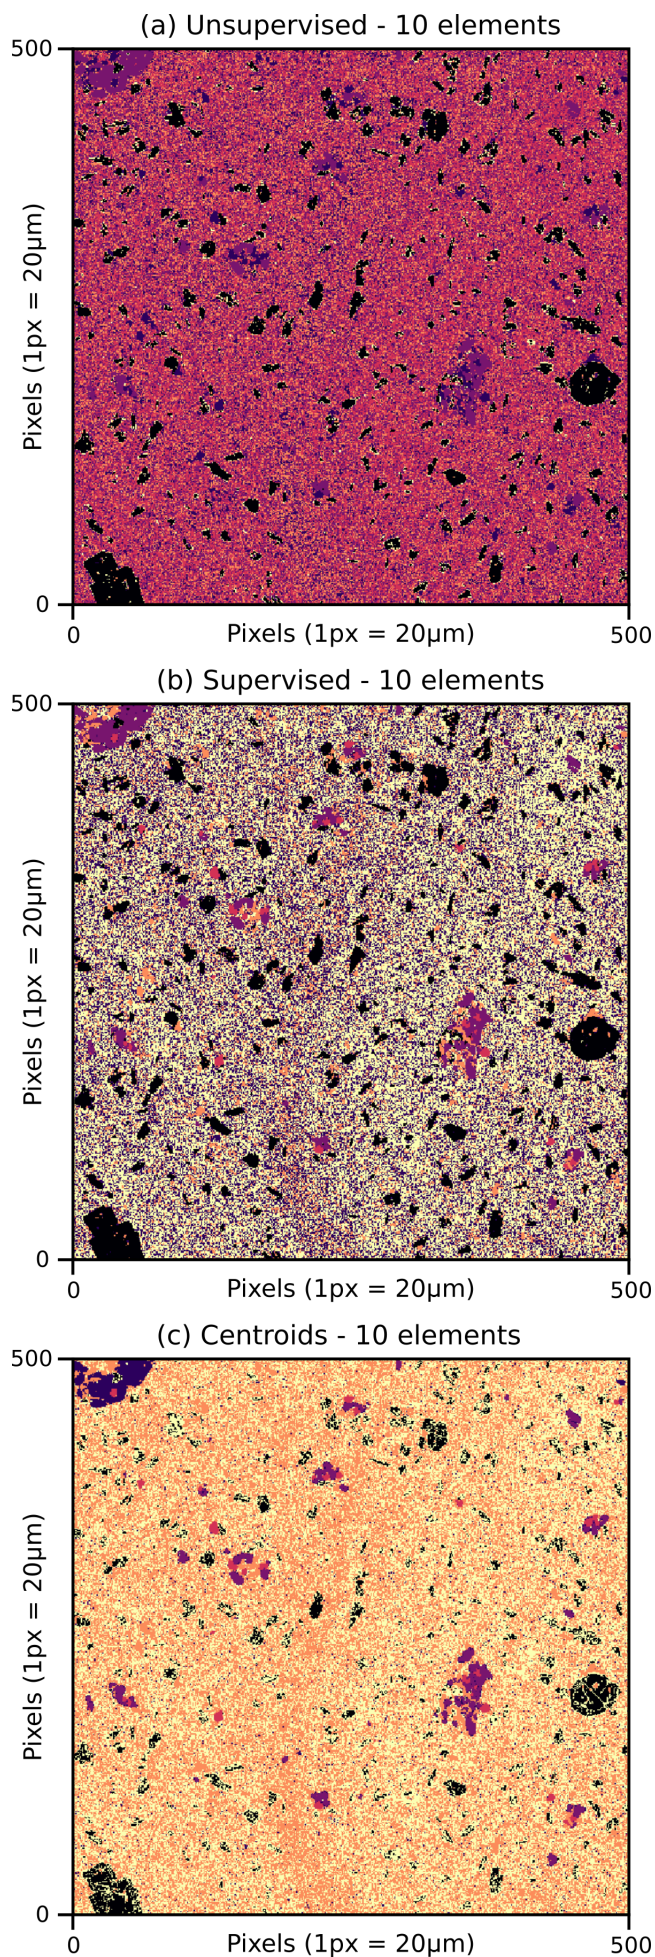 (a) Unsupervised - 10 elements
500
Pixels (1px = 20μm)
0
0
Pixels (1px = 20μm)
500
(b) Supervised - 10 elements
500
Pixels (1px = 20μm)
0
0
Pixels (1px = 20μm)
500
(c) Centroids - 10 elements
500
Pixels (1px = 20μm)
0
0
Pixels (1px = 20μm)
500